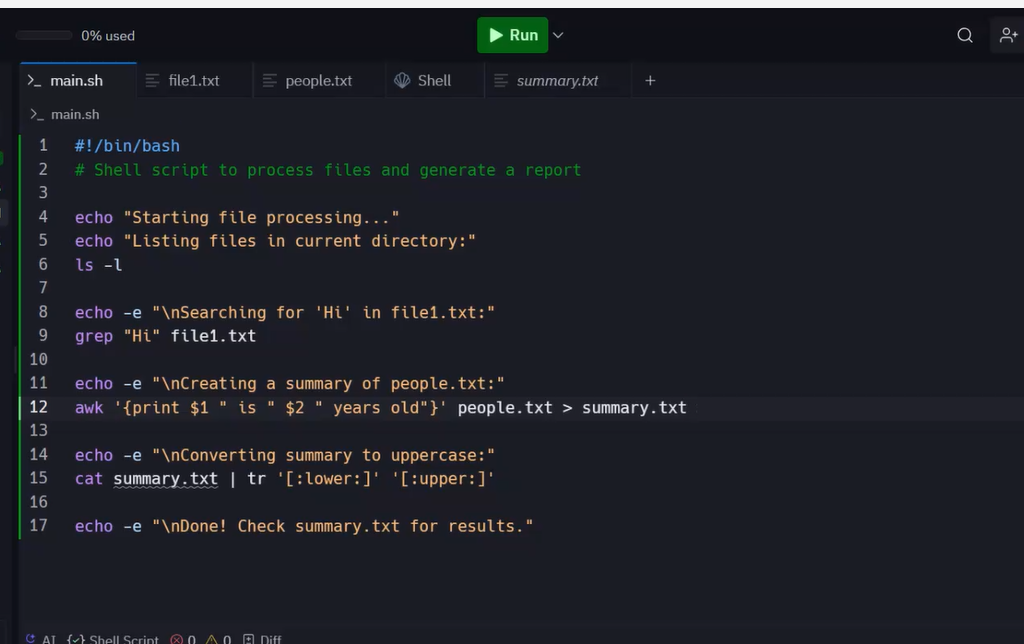 0% used
Run
main.sh
file1.txt
people.txt
Shell
summary.txt
+
>_ main.sh
1 #!/bin/bash
2 # Shell script to process files and generate a report
3
4 echo "Starting file processing..."
5 echo "Listing files in current directory:"
6 ls -l
7
8 echo -e "\nSearching for 'Hi' in file1.txt:"
9 grep "Hi" file1.txt
10
11 echo -e "\nCreating a summary of people.txt:"
12 awk '{print $1 " is " $2 " years old"}' people.txt > summary.txt
13
14 echo -e "\nConverting summary to uppercase:"
15 cat summary.txt | tr '[:lower:]' '[:upper:]'
16
17 echo -e "\nDone! Check summary.txt for results."
AI Shell Script 0 0 Diff